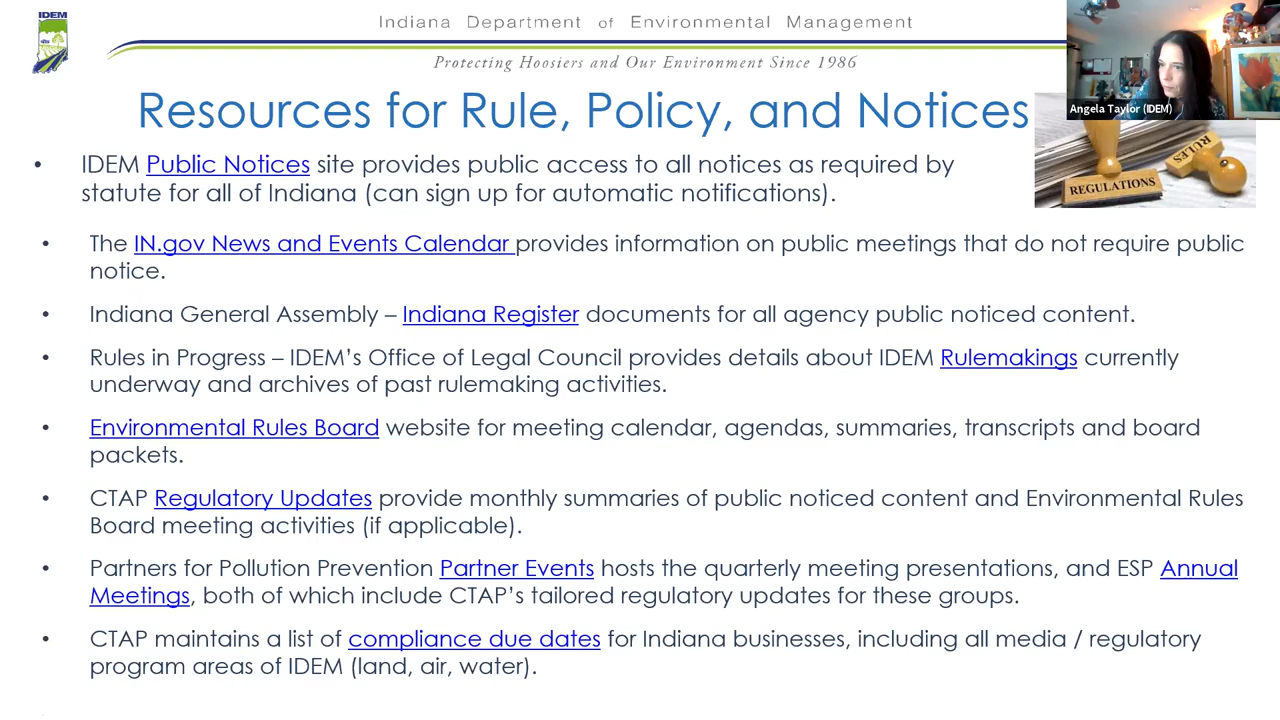 IDEM
Indiana Department of Environmental Management
Protecting Hoosiers and Our Environment Since 1986
Angela Taylor (IDEM)
Resources for Rule, Policy, and Notices
REGULATIONS
RULES
• IDEM Public Notices site provides public access to all notices as required by
statute for all of Indiana (can sign up for automatic notifications).
• The IN.gov News and Events Calendar provides information on public meetings that do not require public
notice.
• Indiana General Assembly – Indiana Register documents for all agency public noticed content.
• Rules in Progress – IDEM’s Office of Legal Council provides details about IDEM Rulemakings currently
underway and archives of past rulemaking activities.
• Environmental Rules Board website for meeting calendar, agendas, summaries, transcripts and board
packets.
• CTAP Regulatory Updates provide monthly summaries of public noticed content and Environmental Rules
Board meeting activities (if applicable).
• Partners for Pollution Prevention Partner Events hosts the quarterly meeting presentations, and ESP Annual
Meetings, both of which include CTAP’s tailored regulatory updates for these groups.
• CTAP maintains a list of compliance due dates for Indiana businesses, including all media / regulatory
program areas of IDEM (land, air, water).